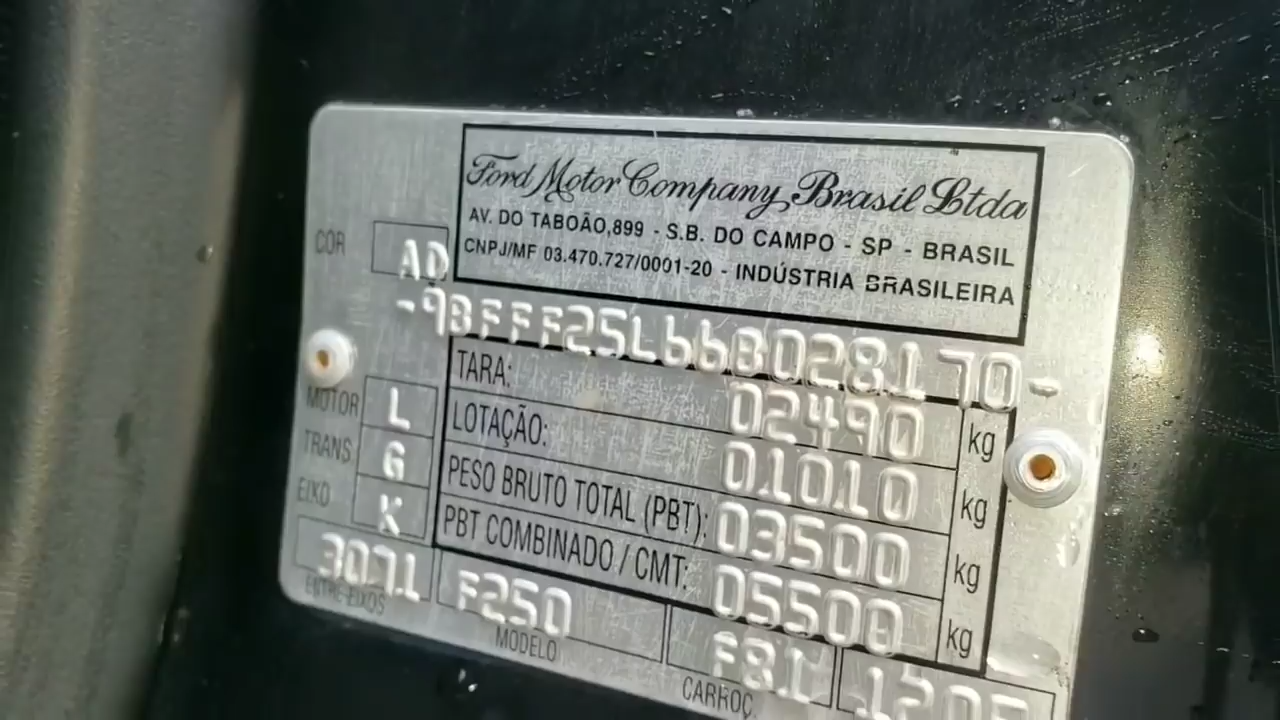 Ford Motor Company Brasil Ltda
AV. DO TABOÃO,899 - S.B. DO CAMPO - SP - BRASIL
CNPJ/MF 03.470.727/0001-20 - INDÚSTRIA BRASILEIRA
COR AD
-9BFFF25L66B028170-
TARA: 02490 kg
LOTAÇÃO: 01010 kg
PESO BRUTO TOTAL (PBT): 03500 kg
PBT COMBINADO / CMT: 05500 kg
MOTOR L
TRANS G
EIXO K
3071
ENTRE-EIXOS
F250
MODELO
F81
CARROÇ.